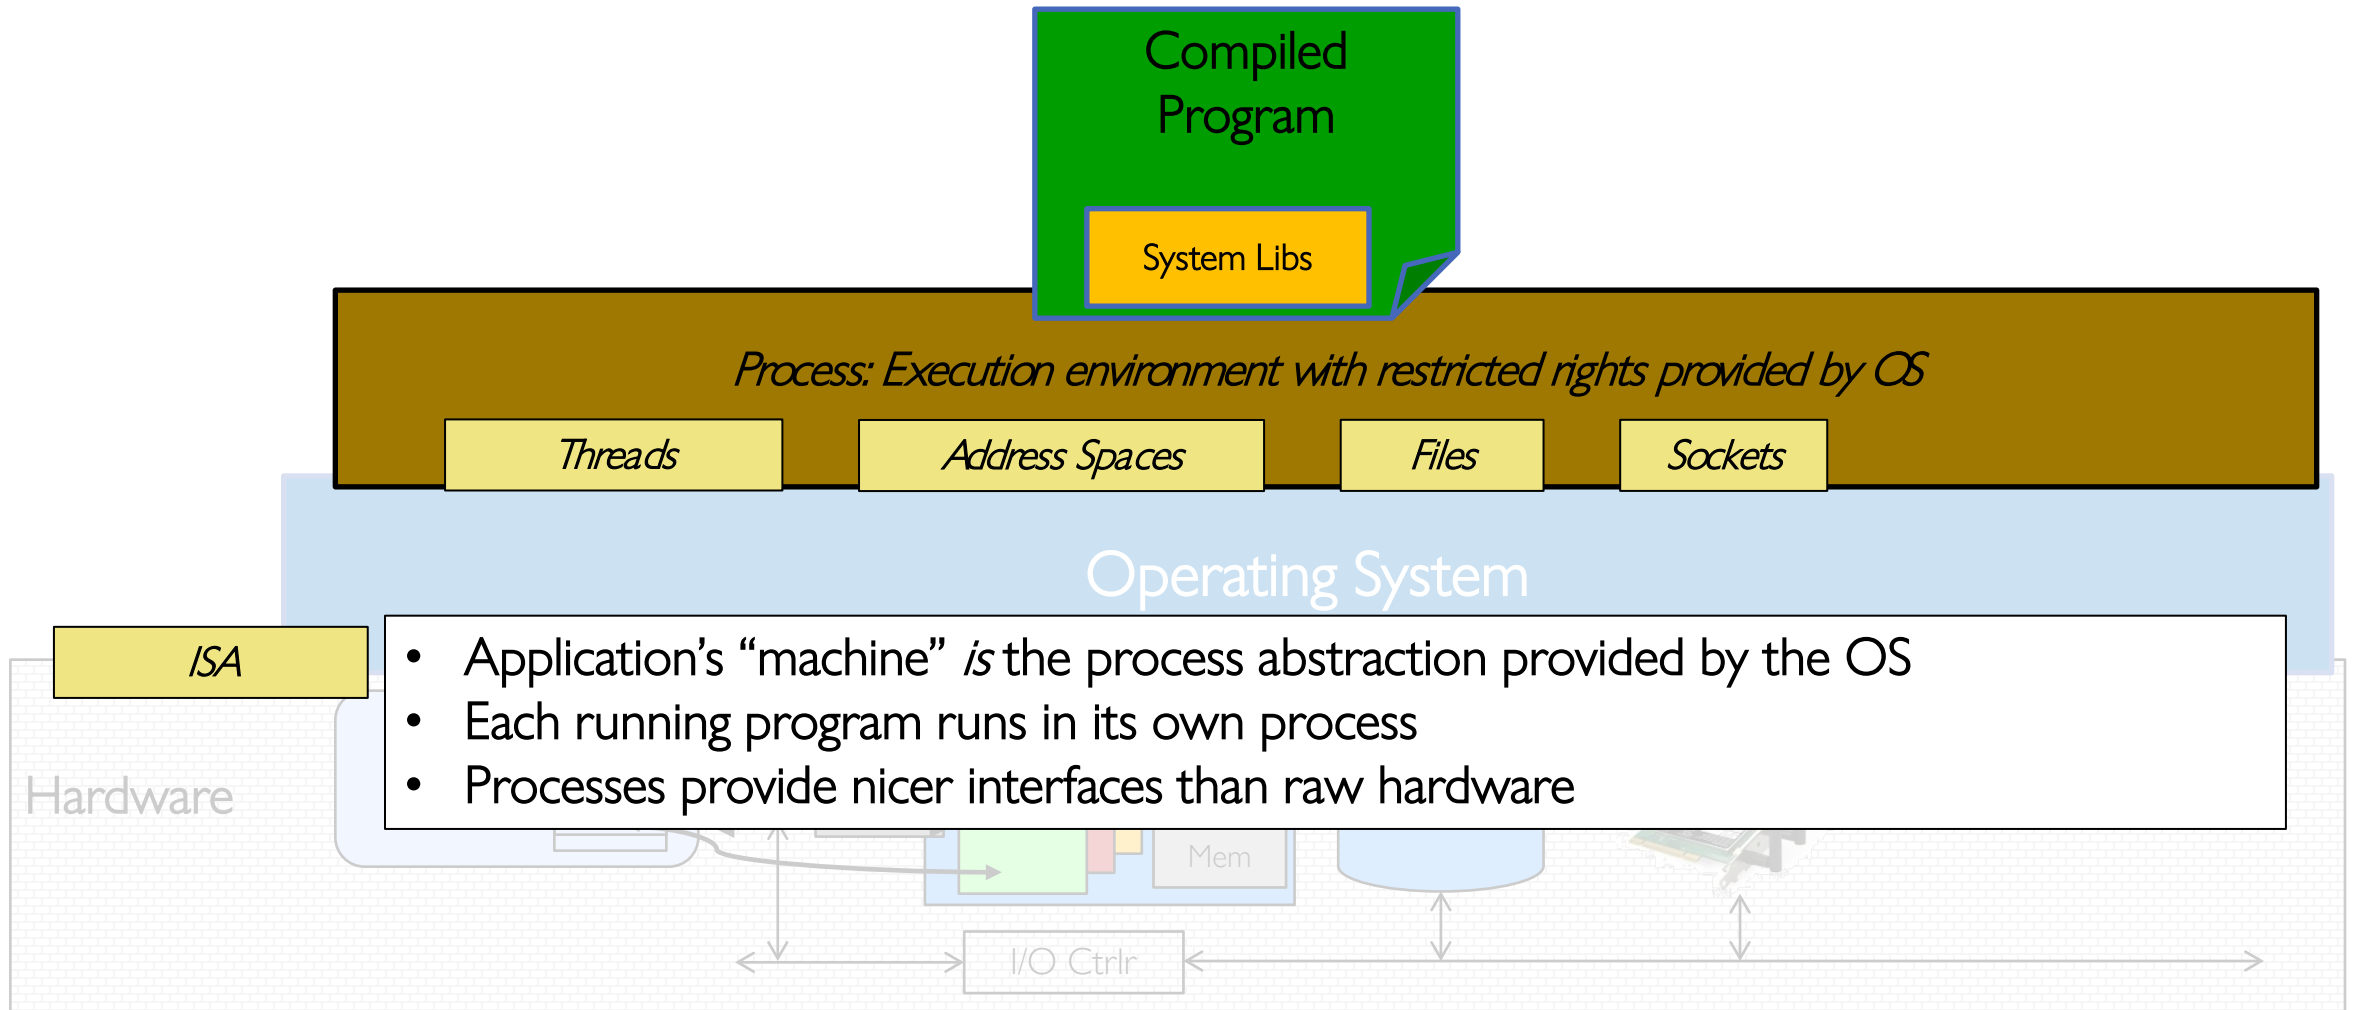 Compiled
Program
System Libs
Process: Execution environment with restricted rights provided by OS
Threads
Address Spaces
Files
Sockets
Operating System
ISA
• Application’s “machine” is the process abstraction provided by the OS
• Each running program runs in its own process
• Processes provide nicer interfaces than raw hardware
Hardware
Mem
I/O Ctrlr